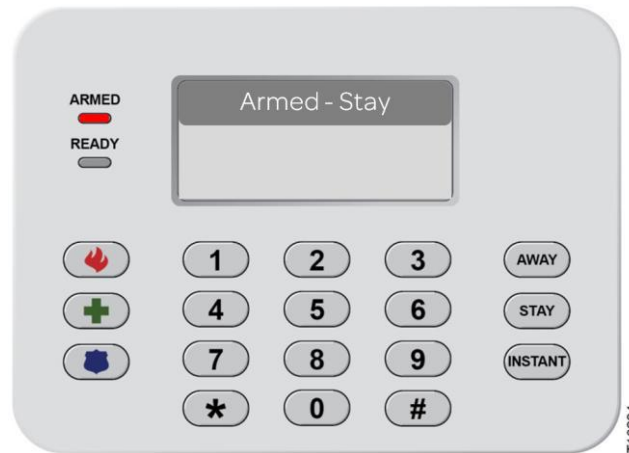 ARMED
Armed - Stay
READY
1 2 3 AWAY
4 5 6 STAY
7 8 9 INSTANT
* 0 #